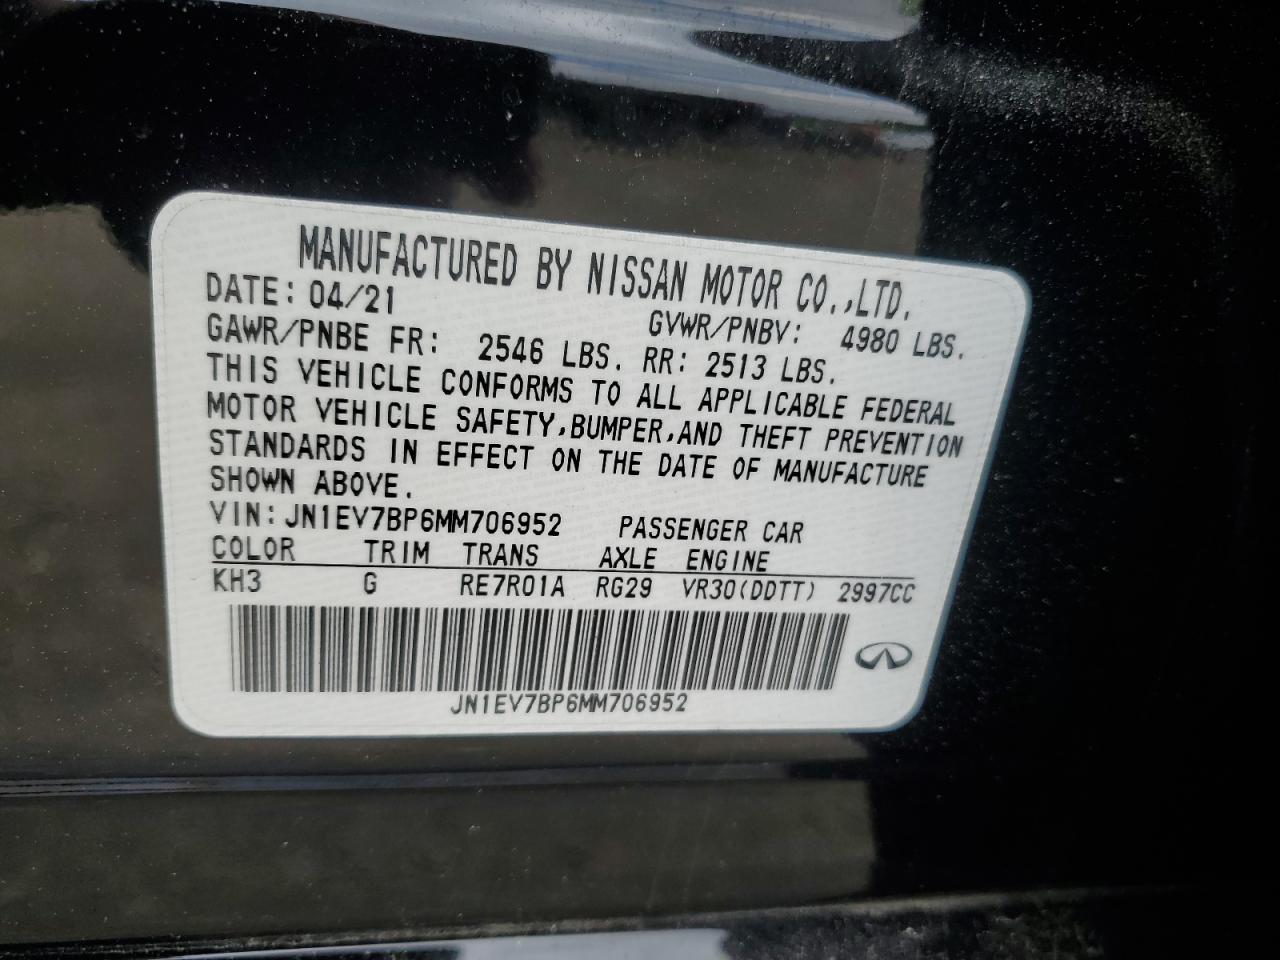 MANUFACTURED BY NISSAN MOTOR CO.,LTD.
DATE: 04/21 GVWR/PNBV: 4980 LBS.
GAWR/PNBE FR: 2546 LBS. RR: 2513 LBS.
THIS VEHICLE CONFORMS TO ALL APPLICABLE FEDERAL
MOTOR VEHICLE SAFETY,BUMPER,AND THEFT PREVENTION
STANDARDS IN EFFECT ON THE DATE OF MANUFACTURE
SHOWN ABOVE.
VIN: JN1EV7BP6MM706952 PASSENGER CAR
COLOR TRIM TRANS AXLE ENGINE
KH3 G RE7R01A RG29 VR30(DDTT) 2997CC
JN1EV7BP6MM706952